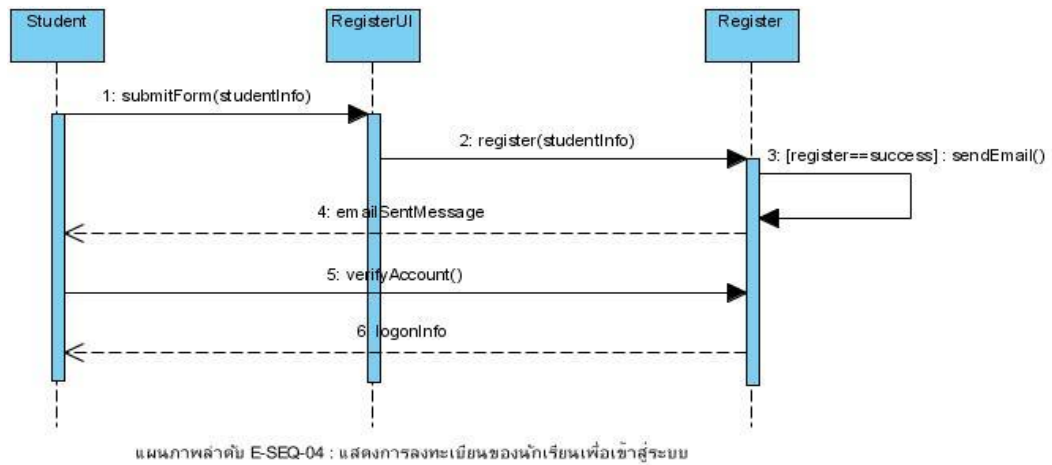 Student
RegisterUI
Register
1: submitForm(studentInfo)
2: register(studentInfo)
3: [register==success] : sendEmail()
4: emailSentMessage
5: verifyAccount()
6: logonInfo
แผนภาพลำดับ E-SEQ-04 : แสดงการลงทะเบียนของนักเรียนเพื่อเข้าสู่ระบบ